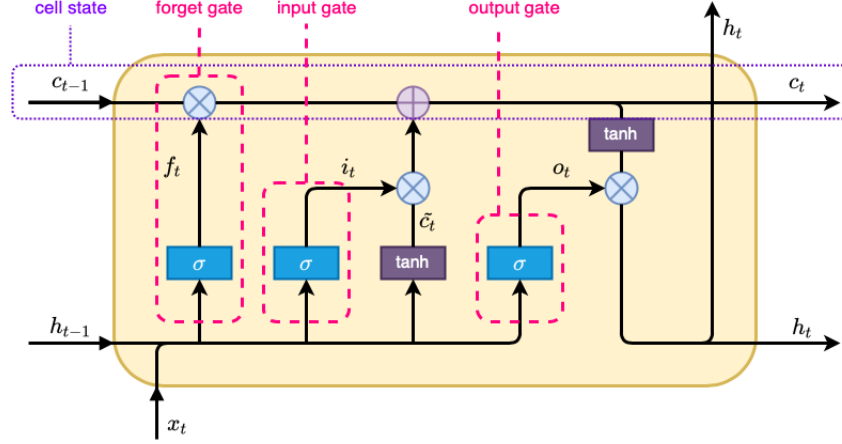 cell state
forget gate
input gate
output gate
h_t
c_{t-1}
c_t
tanh
f_t
i_t
o_t
c̃_t
σ
σ
tanh
σ
h_{t-1}
h_t
x_t